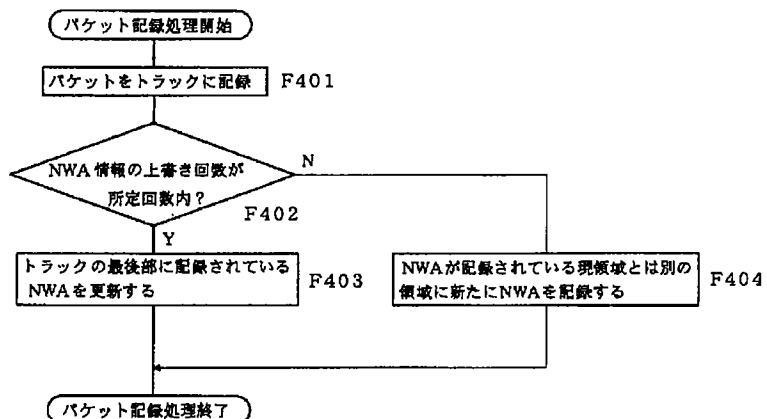 パケット記録処理開始
パケットをトラックに記録
F401
NWA情報の上書き回数が
所定回数内?
N
F402
Y
トラックの最後部に記録されている
NWAを更新する
F403
NWAが記録されている現領域とは別の
領域に新たにNWAを記録する
F404
パケット記録処理終了